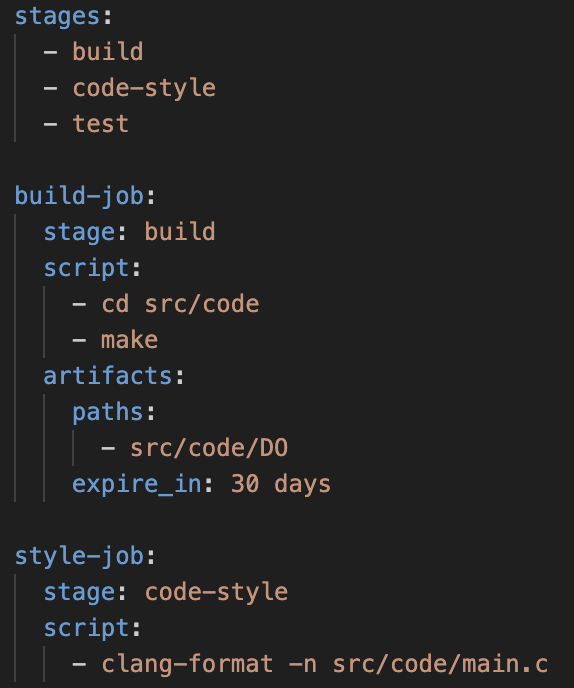 stages:
  - build
  - code-style
  - test

build-job:
  stage: build
  script:
    - cd src/code
    - make
  artifacts:
    paths:
      - src/code/DO
    expire_in: 30 days

style-job:
  stage: code-style
  script:
    - clang-format -n src/code/main.c